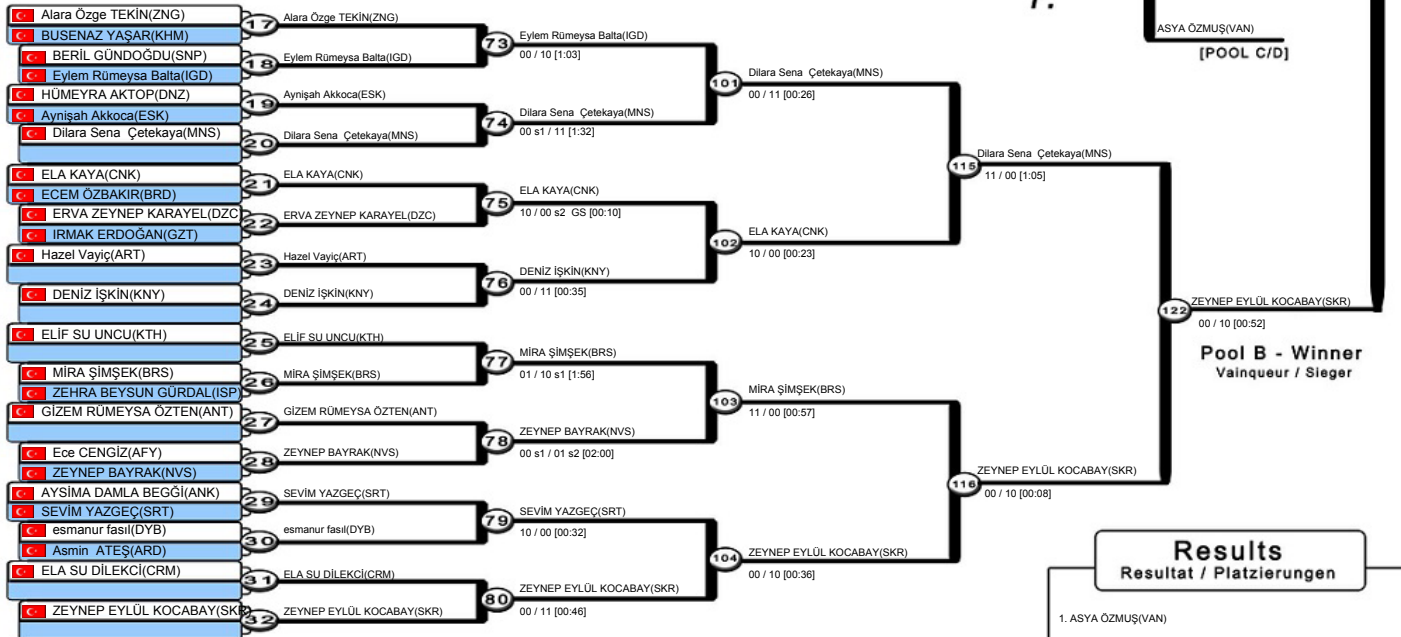 Alara Özge TEKİN(ZNG)
BUSENAZ YAŞAR(KHM)
BERİL GÜNDOĞDU(SNP)
Eylem Rümeysa Balta(IGD)
HÜMEYRA AKTOP(DNZ)
Aynişah Akkoca(ESK)
Dilara Sena Çetekaya(MNS)
ELA KAYA(CNK)
ECEM ÖZBAKIR(BRD)
ERVA ZEYNEP KARAYEL(DZC
IRMAK ERDOĞAN(GZT)
Hazel Vayiç(ART)
DENİZ İŞKİN(KNY)
ELİF SU UNCU(KTH)
MİRA ŞİMŞEK(BRS)
ZEHRA BEYSUN GÜRDAL(ISP)
GİZEM RÜMEYSA ÖZTEN(ANT)
Ece CENGİZ(AFY)
ZEYNEP BAYRAK(NVS)
AYSİMA DAMLA BEGĞİ(ANK)
SEVİM YAZGEÇ(SRT)
esmanur fasıl(DYB)
Asmin ATEŞ(ARD)
ELA SU DİLEKCİ(CRM)
ZEYNEP EYLÜL KOCABAY(SKR)
17
Alara Özge TEKİN(ZNG)
18
Eylem Rümeysa Balta(IGD)
19
Aynişah Akkoca(ESK)
20
Dilara Sena Çetekaya(MNS)
21
ELA KAYA(CNK)
22
ERVA ZEYNEP KARAYEL(DZC)
23
Hazel Vayiç(ART)
24
DENİZ İŞKİN(KNY)
25
ELİF SU UNCU(KTH)
26
MİRA ŞİMŞEK(BRS)
27
GİZEM RÜMEYSA ÖZTEN(ANT)
28
ZEYNEP BAYRAK(NVS)
29
SEVİM YAZGEÇ(SRT)
30
esmanur fasıl(DYB)
31
ELA SU DİLEKCİ(CRM)
32
ZEYNEP EYLÜL KOCABAY(SKR)
73
Eylem Rümeysa Balta(IGD)
00 / 10 [1:03]
74
Dilara Sena Çetekaya(MNS)
00 s1 / 11 [1:32]
75
ELA KAYA(CNK)
10 / 00 s2 GS [00:10]
76
DENİZ İŞKİN(KNY)
00 / 11 [00:35]
77
MİRA ŞİMŞEK(BRS)
01 / 10 s1 [1:56]
78
ZEYNEP BAYRAK(NVS)
00 s1 / 01 s2 [02:00]
79
SEVİM YAZGEÇ(SRT)
10 / 00 [00:32]
80
ZEYNEP EYLÜL KOCABAY(SKR)
00 / 11 [00:46]
101
Dilara Sena Çetekaya(MNS)
00 / 11 [00:26]
102
ELA KAYA(CNK)
10 / 00 [00:23]
103
MİRA ŞİMŞEK(BRS)
11 / 00 [00:57]
104
ZEYNEP EYLÜL KOCABAY(SKR)
00 / 10 [00:36]
115
Dilara Sena Çetekaya(MNS)
11 / 00 [1:05]
116
ZEYNEP EYLÜL KOCABAY(SKR)
00 / 10 [00:08]
122
ZEYNEP EYLÜL KOCABAY(SKR)
00 / 10 [00:52]
Pool B - Winner
Vainqueur / Sieger
ASYA ÖZMUŞ(VAN)
[POOL C/D]
Results
Resultat / Platzierungen
1. ASYA ÖZMUŞ(VAN)